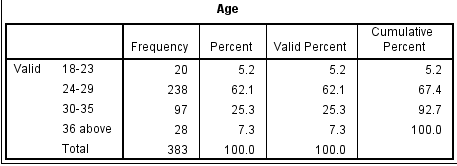 Age
Frequency Percent Valid Percent Cumulative Percent
Valid 18-23 20 5.2 5.2 5.2
24-29 238 62.1 62.1 67.4
30-35 97 25.3 25.3 92.7
36 above 28 7.3 7.3 100.0
Total 383 100.0 100.0